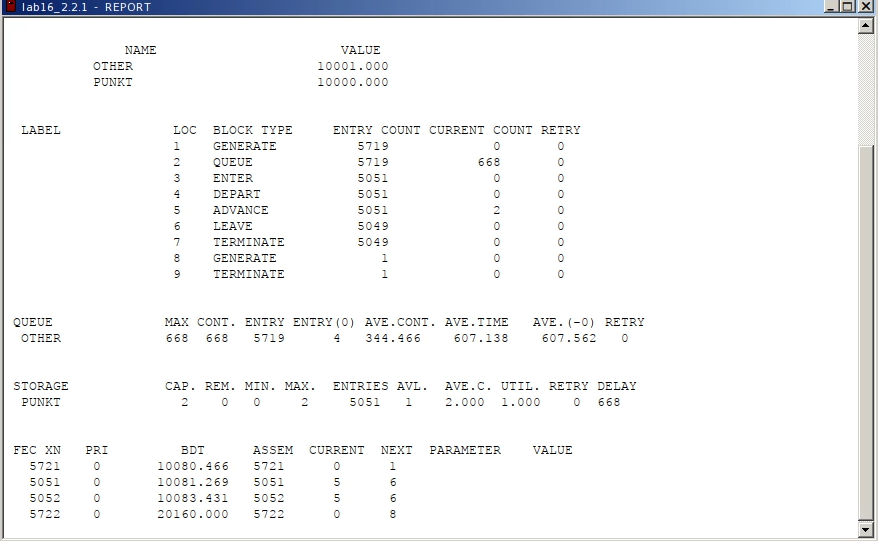 lab16_2.2.1 - REPORT
NAME VALUE
OTHER 10001.000
PUNKT 10000.000
LABEL LOC BLOCK TYPE ENTRY COUNT CURRENT COUNT RETRY
1 GENERATE 5719 0 0
2 QUEUE 5719 668 0
3 ENTER 5051 0 0
4 DEPART 5051 0 0
5 ADVANCE 5051 2 0
6 LEAVE 5049 0 0
7 TERMINATE 5049 0 0
8 GENERATE 1 0 0
9 TERMINATE 1 0 0
QUEUE MAX CONT. ENTRY ENTRY(0) AVE.CONT. AVE.TIME AVE.(-0) RETRY
OTHER 668 668 5719 4 344.466 607.138 607.562 0
STORAGE CAP. REM. MIN. MAX. ENTRIES AVL. AVE.C. UTIL. RETRY DELAY
PUNKT 2 0 0 2 5051 1 2.000 1.000 0 668
FEC XN PRI BDT ASSEM CURRENT NEXT PARAMETER VALUE
5721 0 10080.466 5721 0 1
5051 0 10081.269 5051 5 6
5052 0 10083.431 5052 5 6
5722 0 20160.000 5722 0 8